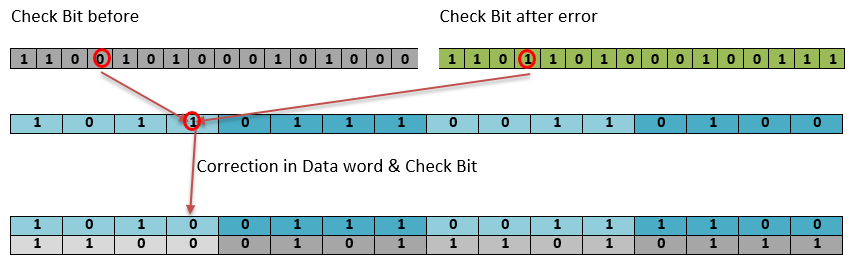 Check Bit before
Check Bit after error
1 1 0 0 1 0 1 0 0 0 1 0 1 0 0 0
1 1 0 1 1 0 1 0 0 0 1 0 0 1 1 1
1 0 1 1 0 1 1 1 0 0 1 1 0 1 0 0
Correction in Data word & Check Bit
1 0 1 0 0 1 1 1 0 0 1 1 1 1 0 0
1 1 0 0 0 1 0 1 1 1 0 1 0 1 1 1